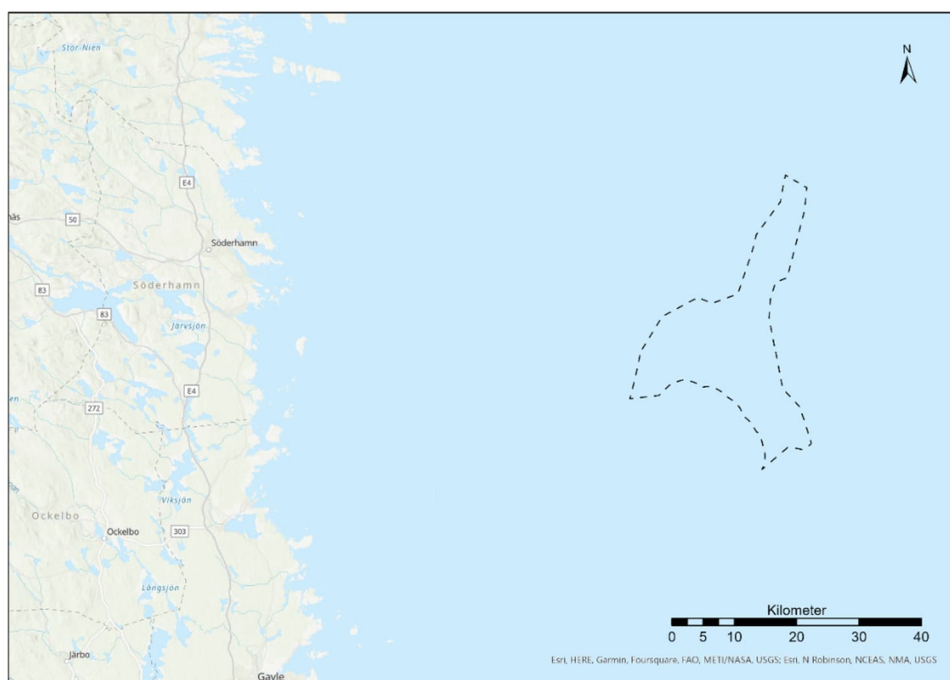 Stor-Nien
N
E4
50
näs
Söderhamn
Söderhamn
83
83
Järvsjön
E4
272
Viksjön
Ockelbo
Ockelbo
303
Långsjön
Järbo
Gävle
Kilometer
0 5 10 20 30 40
Esri, HERE, Garmin, Foursquare, FAO, METI/NASA, USGS; Esri, N Robinson, NCEAS, NMA, USGS